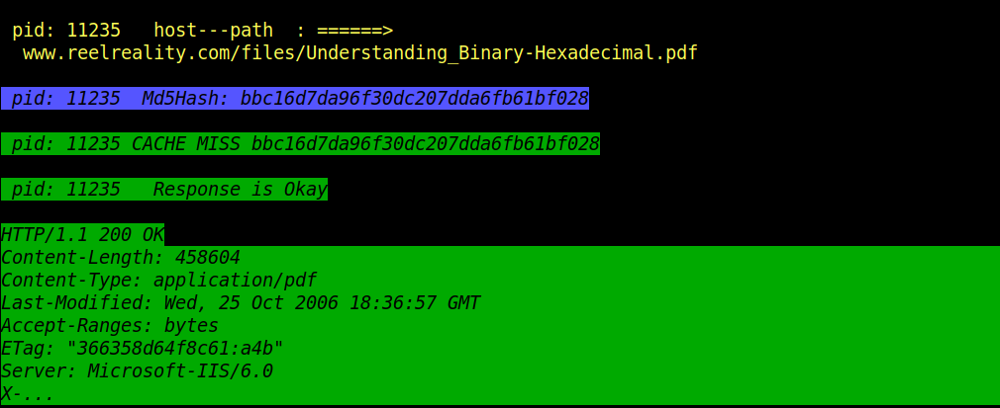 pid: 11235   host---path  : ======>
www.reelreality.com/files/Understanding_Binary-Hexadecimal.pdf
pid: 11235  Md5Hash: bbc16d7da96f30dc207dda6fb61bf028
pid: 11235 CACHE MISS bbc16d7da96f30dc207dda6fb61bf028
pid: 11235   Response is Okay
HTTP/1.1 200 OK
Content-Length: 458604
Content-Type: application/pdf
Last-Modified: Wed, 25 Oct 2006 18:36:57 GMT
Accept-Ranges: bytes
ETag: "366358d64f8c61:a4b"
Server: Microsoft-IIS/6.0
X-...